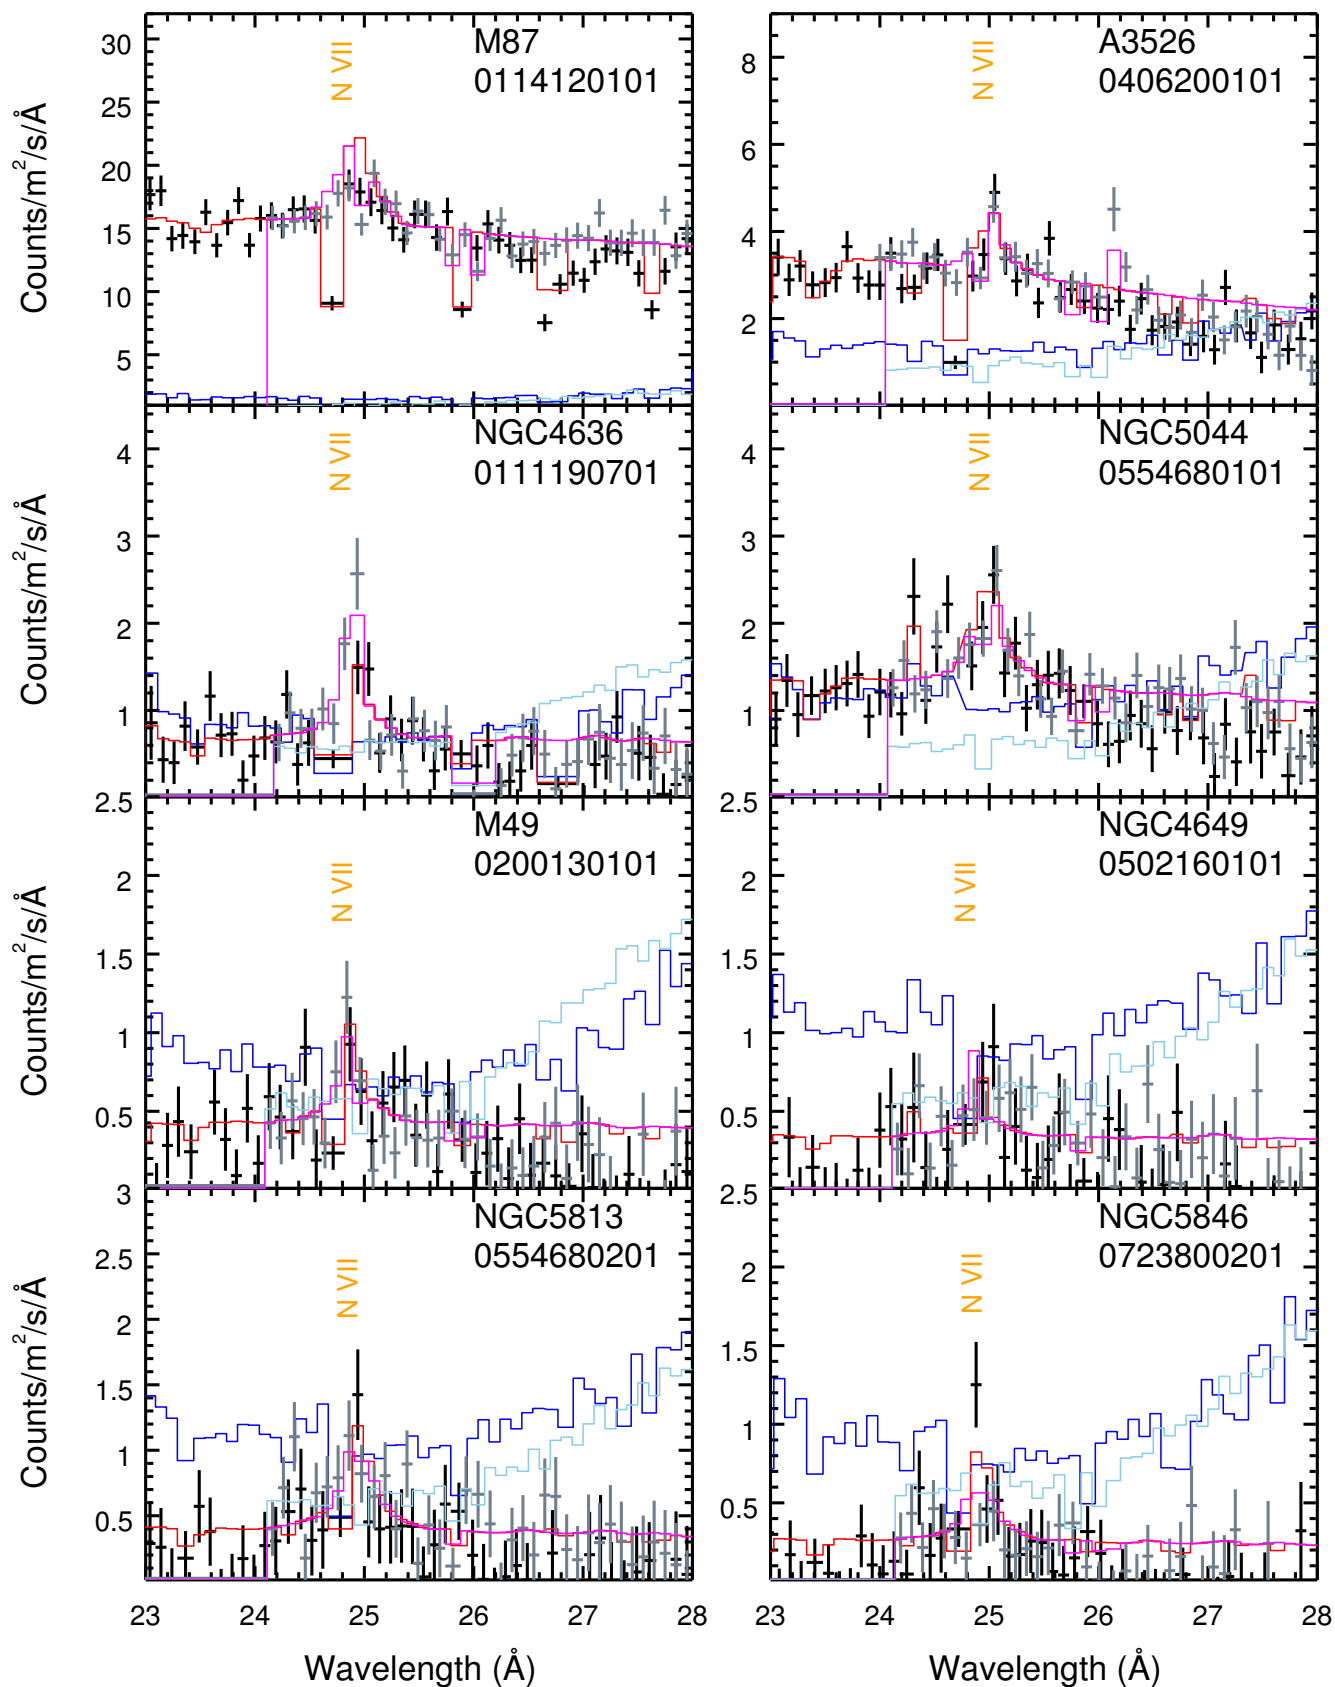 M87
0114120101
N VII
30
25
20
15
10
5
Counts/m2/s/Å
A3526
0406200101
N VII
8
6
4
2
NGC4636
0111190701
N VII
4
3
2
1
Counts/m2/s/Å
NGC5044
0554680101
N VII
4
3
2
1
M49
0200130101
N VII
2.5
2
1.5
1
0.5
Counts/m2/s/Å
NGC4649
0502160101
N VII
2.5
2
1.5
1
0.5
NGC5813
0554680201
N VII
3
2.5
2
1.5
1
0.5
Counts/m2/s/Å
23 24 25 26 27 28
Wavelength (Å)
NGC5846
0723800201
N VII
2.5
2
1.5
1
0.5
23 24 25 26 27 28
Wavelength (Å)